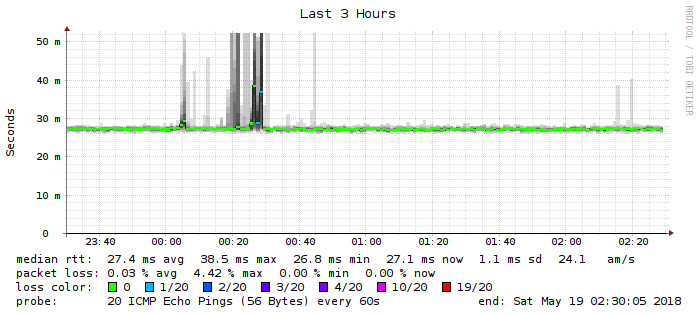 Last 3 Hours
RRDTOOL / TOBI OETIKER
Seconds
50 m
40 m
30 m
20 m
10 m
0
23:40 00:00 00:20 00:40 01:00 01:20 01:40 02:00 02:20
median rtt: 27.4 ms avg 38.5 ms max 26.8 ms min 27.1 ms now 1.1 ms sd 24.1 am/s
packet loss: 0.03 % avg 4.42 % max 0.00 % min 0.00 % now
loss color: 0 1/20 2/20 3/20 4/20 10/20 19/20
probe: 20 ICMP Echo Pings (56 Bytes) every 60s end: Sat May 19 02:30:05 2018